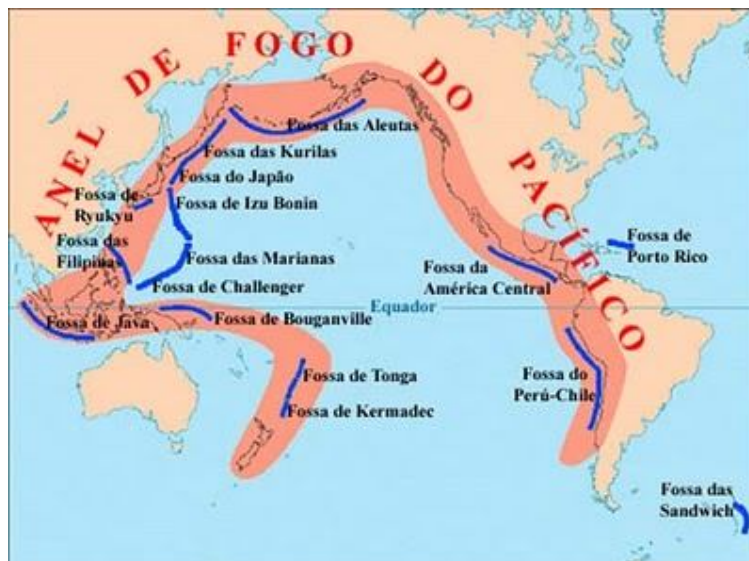 ANEL DE FOGO DO PACÍFICO
Fossa das Aleutas
Fossa das Kurilas
Fossa do Japão
Fossa de
Ryukyu
Fossa de Izu Bonin
Fossa das
Filipinas
Fossa das Marianas
Fossa de Challenger
Fossa de
Porto Rico
Fossa da
América Central
Equador
Fossa de Java
Fossa de Bouganville
Fossa de Tonga
Fossa de Kermadec
Fossa do
Perú-Chile
Fossa das
Sandwich